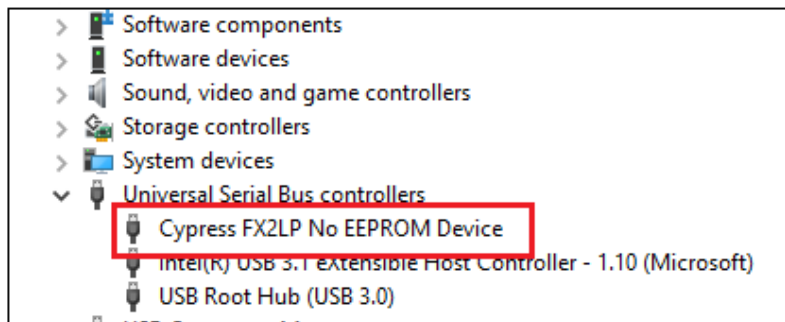 Software components
Software devices
Sound, video and game controllers
Storage controllers
System devices
Universal Serial Bus controllers
Cypress FX2LP No EEPROM Device
Intel(R) USB 3.1 eXtensible Host Controller - 1.10 (Microsoft)
USB Root Hub (USB 3.0)